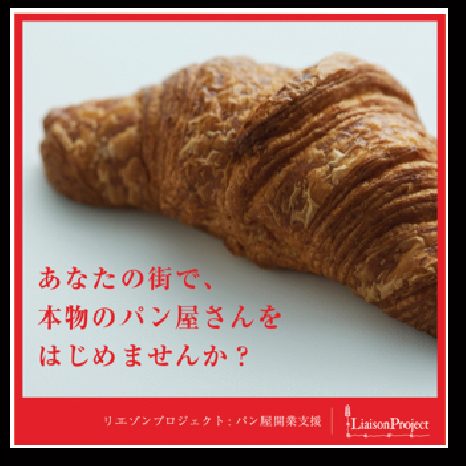 あなたの街で、
本物のパン屋さんを
はじめませんか？
リエゾンプロジェクト：パン屋開業支援
LiaisonProject